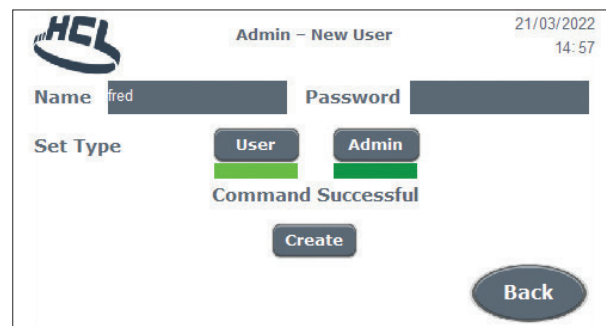 HCL
Admin – New User
21/03/2022
14:57
Name fred Password
Set Type User Admin
Command Successful
Create
Back